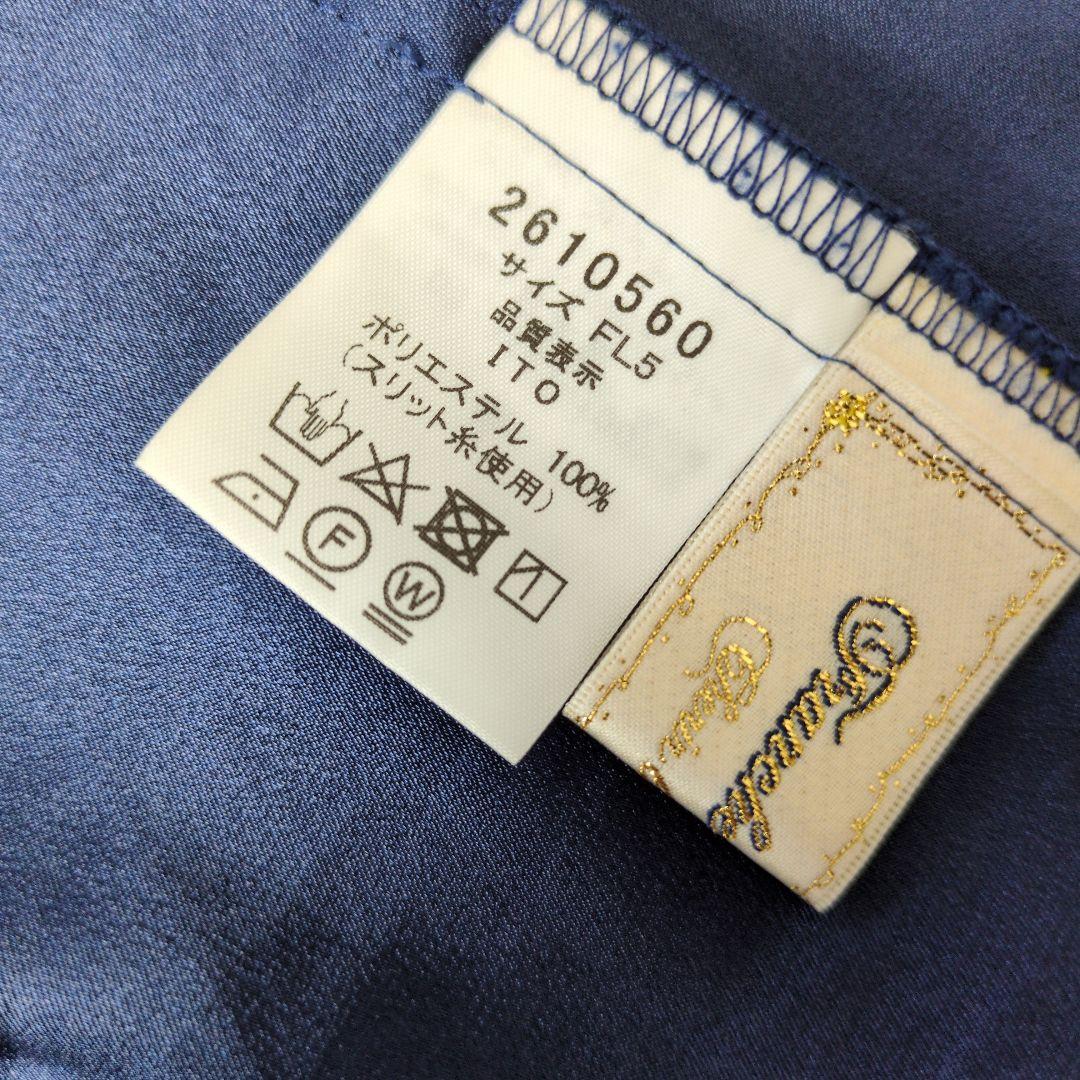 2610560
サイズ FL5
品質表示
ITO
ポリエステル 100%
(スリット糸使用)
F
W
Franche